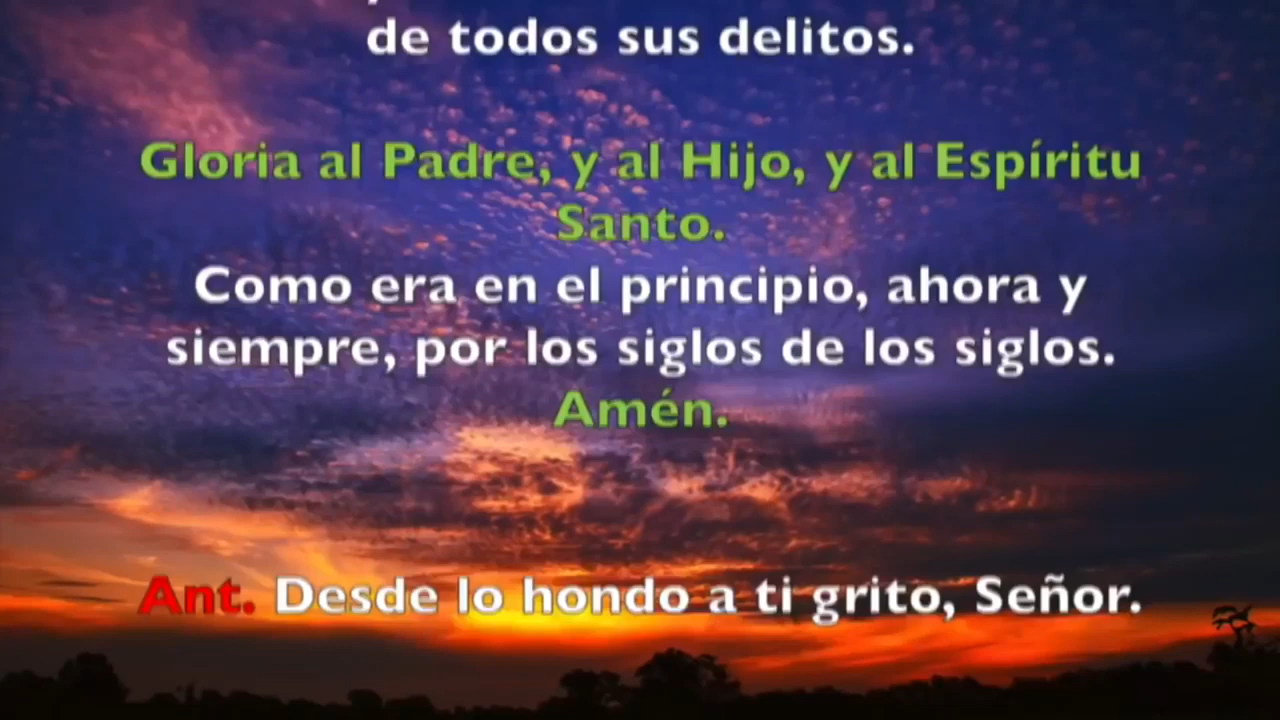 de todos sus delitos.
Gloria al Padre, y al Hijo, y al Espíritu
Santo.
Como era en el principio, ahora y
siempre, por los siglos de los siglos.
Amén.
Ant. Desde lo hondo a ti grito, Señor.